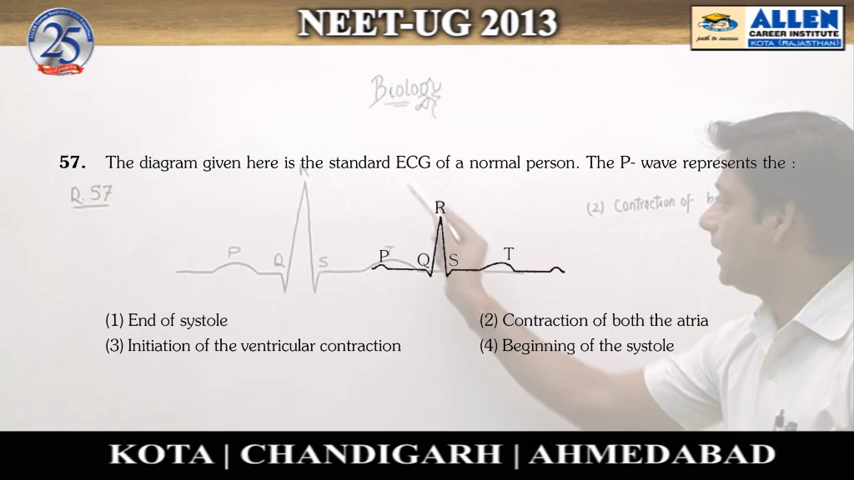 NEET-UG 2013
25
path to success
ALLEN
CAREER INSTITUTE
KOTA (RAJASTHAN)
Biology
57. The diagram given here is the standard ECG of a normal person. The P- wave represents the :
Q.57
(2) Contraction of
R
P
Q
S
T
R
P
Q
S
T
(1) End of systole
(2) Contraction of both the atria
(3) Initiation of the ventricular contraction
(4) Beginning of the systole
KOTA | CHANDIGARH | AHMEDABAD